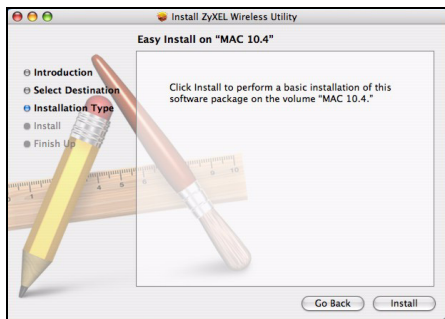 Install ZyXEL Wireless Utility
Easy Install on "MAC 10.4"
Introduction
Select Destination
Installation Type
Install
Finish Up
Click Install to perform a basic installation of this
software package on the volume "MAC 10.4."
Go Back
Install